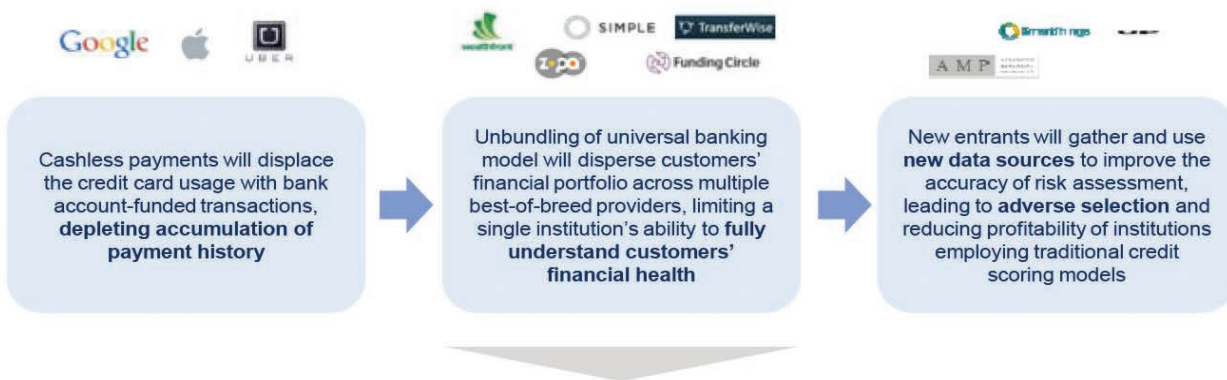 Google
UBER
wealthfront
SIMPLE
TransferWise
Zopa
Funding Circle
SmartThings
AMP
Cashless payments will displace
the credit card usage with bank
account-funded transactions,
depleting accumulation of
payment history
Unbundling of universal banking
model will disperse customers’
financial portfolio across multiple
best-of-breed providers, limiting a
single institution’s ability to fully
understand customers’
financial health
New entrants will gather and use
new data sources to improve the
accuracy of risk assessment,
leading to adverse selection and
reducing profitability of institutions
employing traditional credit
scoring models